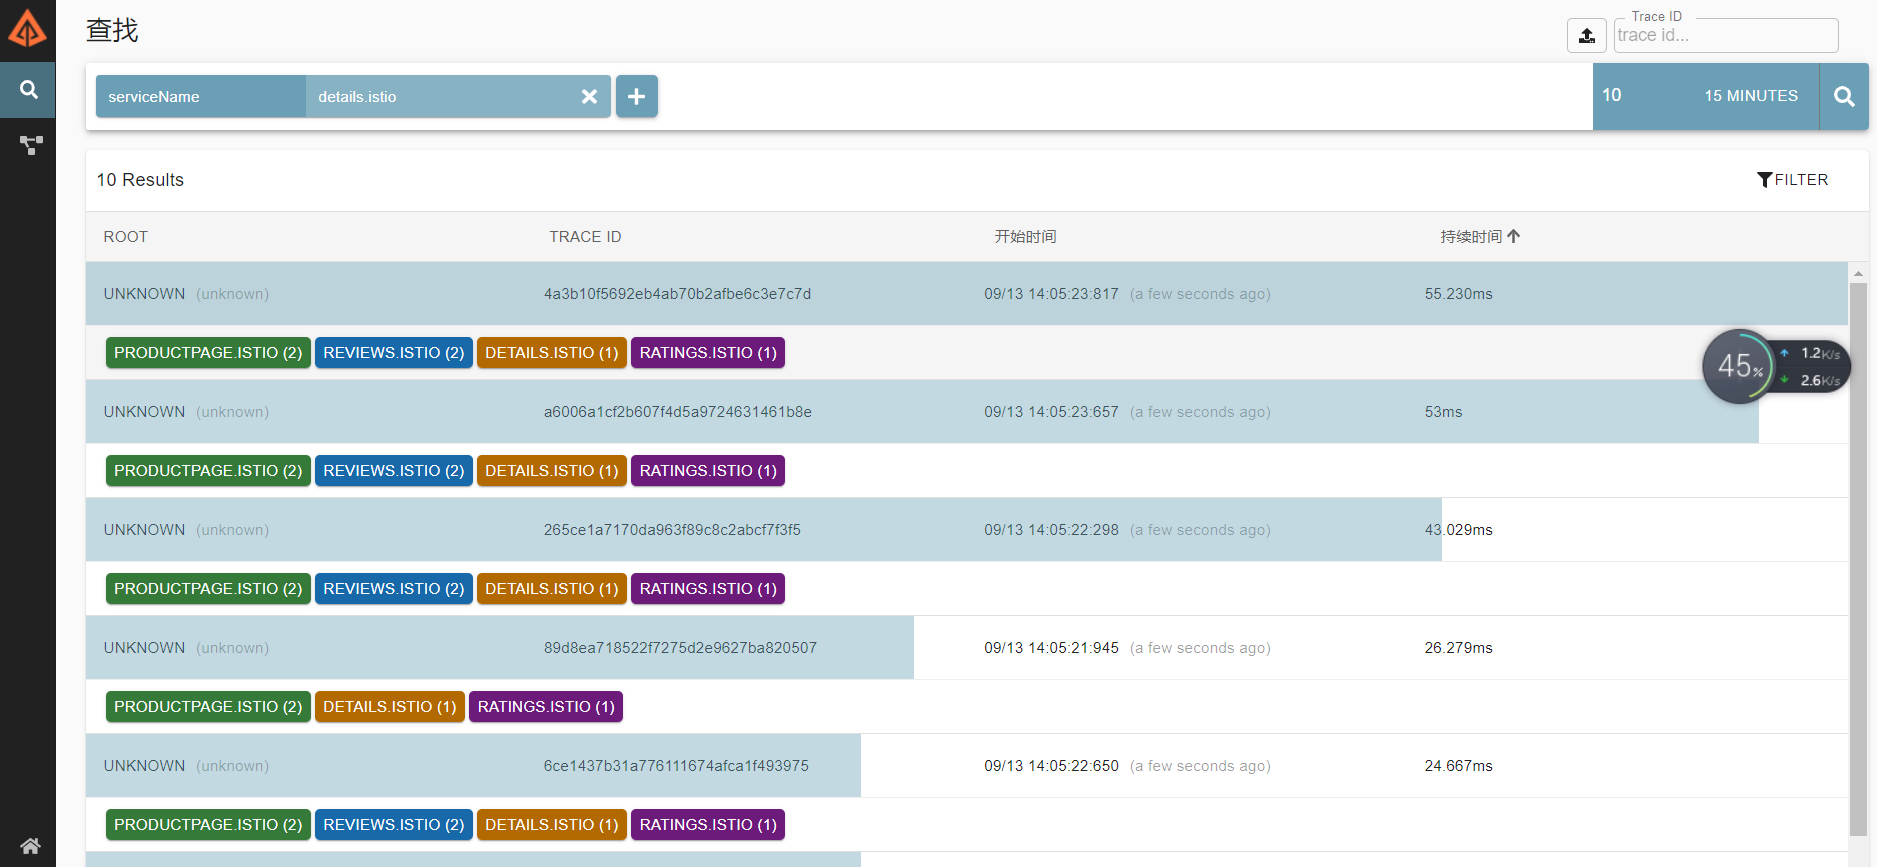 查找
Trace ID
trace id...
serviceName details.istio
10 15 MINUTES
10 Results
FILTER
ROOT TRACE ID 开始时间 持续时间
UNKNOWN (unknown) 4a3b10f5692eb4ab70b2afbe6c3e7c7d 09/13 14:05:23:817 (a few seconds ago) 55.230ms
PRODUCTPAGE.ISTIO (2) REVIEWS.ISTIO (2) DETAILS.ISTIO (1) RATINGS.ISTIO (1)
45% 1.2K/s
2.6K/s
UNKNOWN (unknown) a6006a1cf2b607f4d5a9724631461b8e 09/13 14:05:23:657 (a few seconds ago) 53ms
PRODUCTPAGE.ISTIO (2) REVIEWS.ISTIO (2) DETAILS.ISTIO (1) RATINGS.ISTIO (1)
UNKNOWN (unknown) 265ce1a7170da963f89c8c2abcf7f3f5 09/13 14:05:22:298 (a few seconds ago) 43.029ms
PRODUCTPAGE.ISTIO (2) REVIEWS.ISTIO (2) DETAILS.ISTIO (1) RATINGS.ISTIO (1)
UNKNOWN (unknown) 89d8ea718522f7275d2e9627ba820507 09/13 14:05:21:945 (a few seconds ago) 26.279ms
PRODUCTPAGE.ISTIO (2) DETAILS.ISTIO (1) RATINGS.ISTIO (1)
UNKNOWN (unknown) 6ce1437b31a776111674afca1f493975 09/13 14:05:22:650 (a few seconds ago) 24.667ms
PRODUCTPAGE.ISTIO (2) REVIEWS.ISTIO (2) DETAILS.ISTIO (1) RATINGS.ISTIO (1)